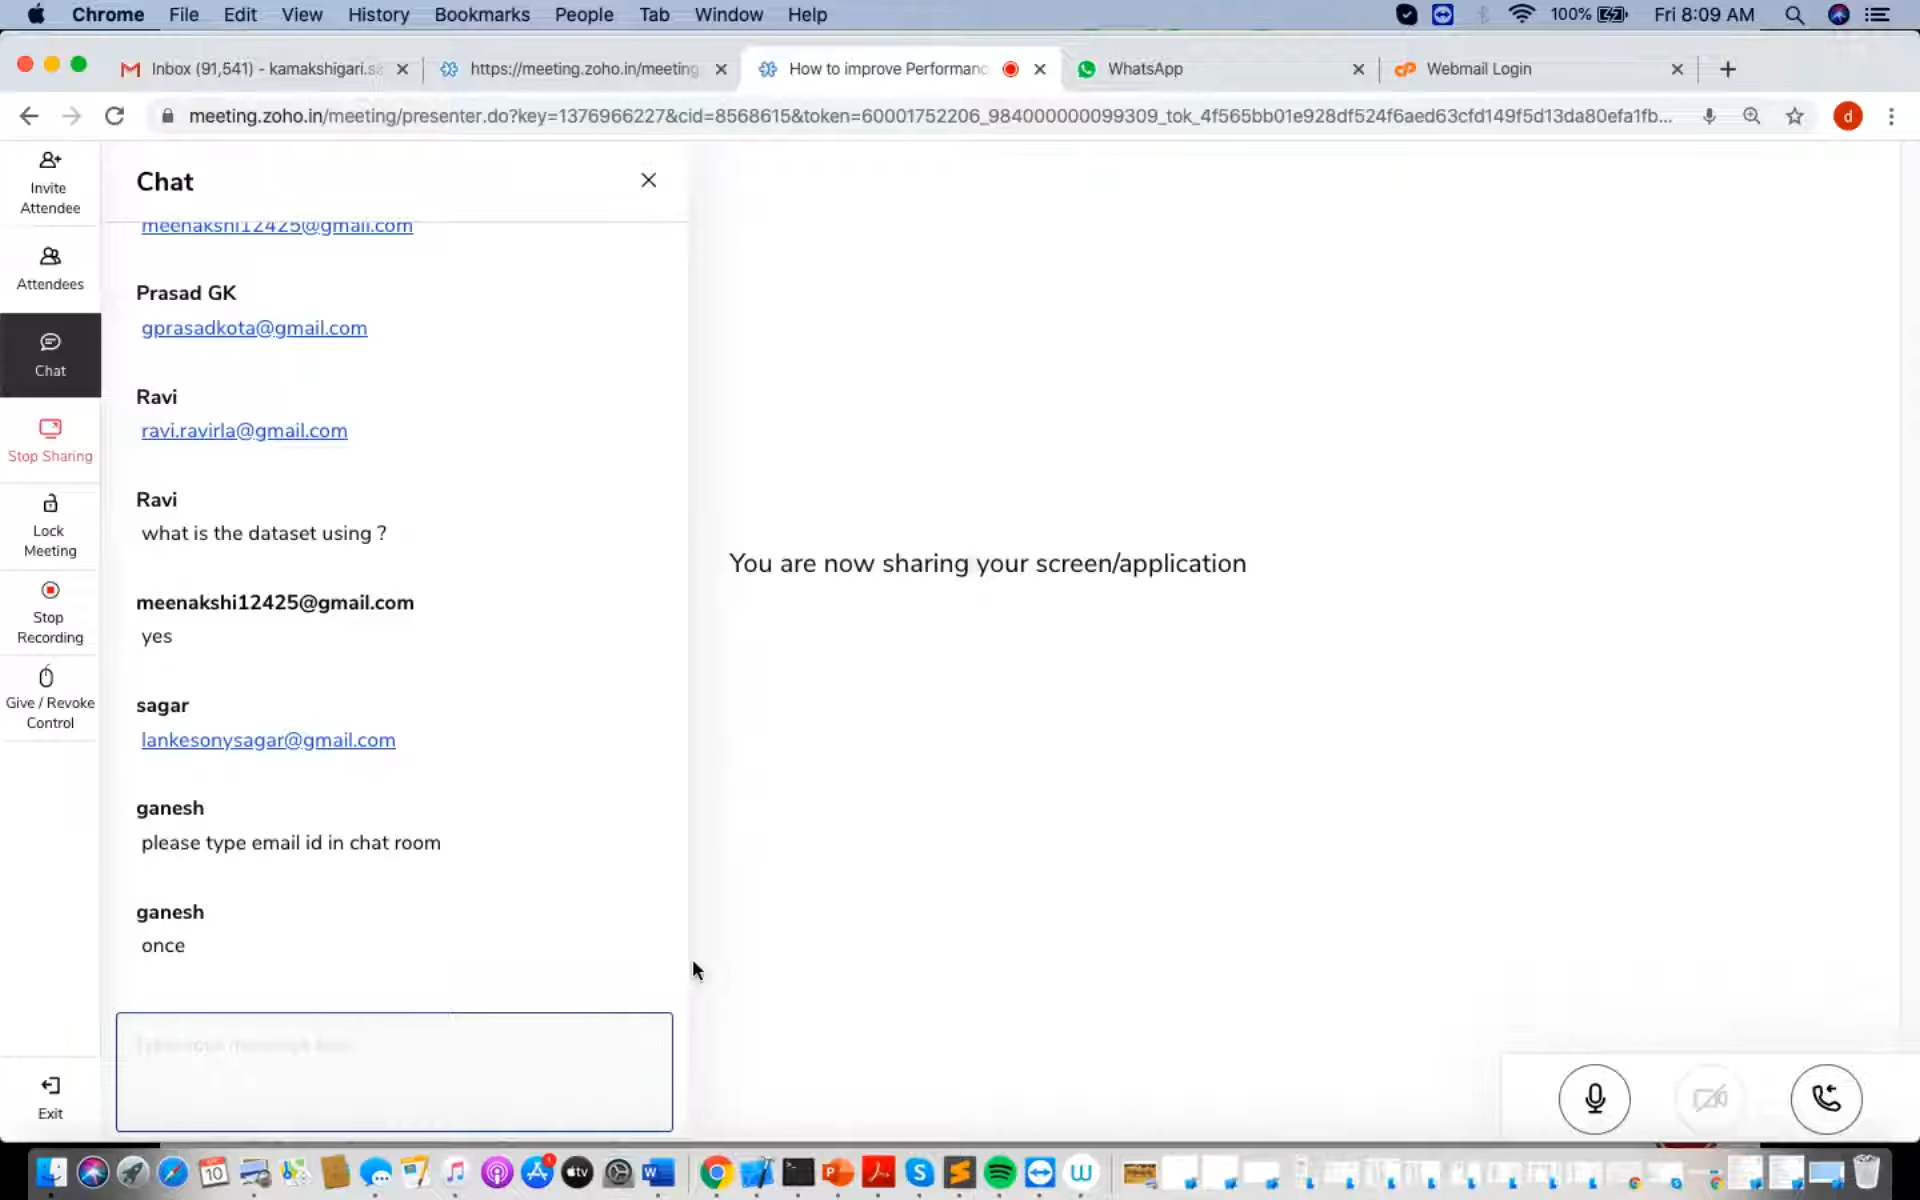 Chrome File Edit View History Bookmarks People Tab Window Help 100% Fri 8:09 AM
Inbox (91,541) - kamakshigari.sa https://meeting.zoho.in/meeting How to improve Performanc WhatsApp Webmail Login
meeting.zoho.in/meeting/presenter.do?key=1376966227&cid=8568615&token=60001752206_984000000099309_tok_4f565bb01e928df524f6aed63cfd149f5d13da80efa1fb... d
Invite
Attendee
Attendees
Chat
Stop Sharing
Lock
Meeting
Stop
Recording
Give / Revoke
Control
Exit
Chat
meenakshi12425@gmail.com
Prasad GK
gprasadkota@gmail.com
Ravi
ravi.ravirla@gmail.com
Ravi
what is the dataset using ?
meenakshi12425@gmail.com
yes
sagar
lankesonysagar@gmail.com
ganesh
please type email id in chat room
ganesh
once
You are now sharing your screen/application